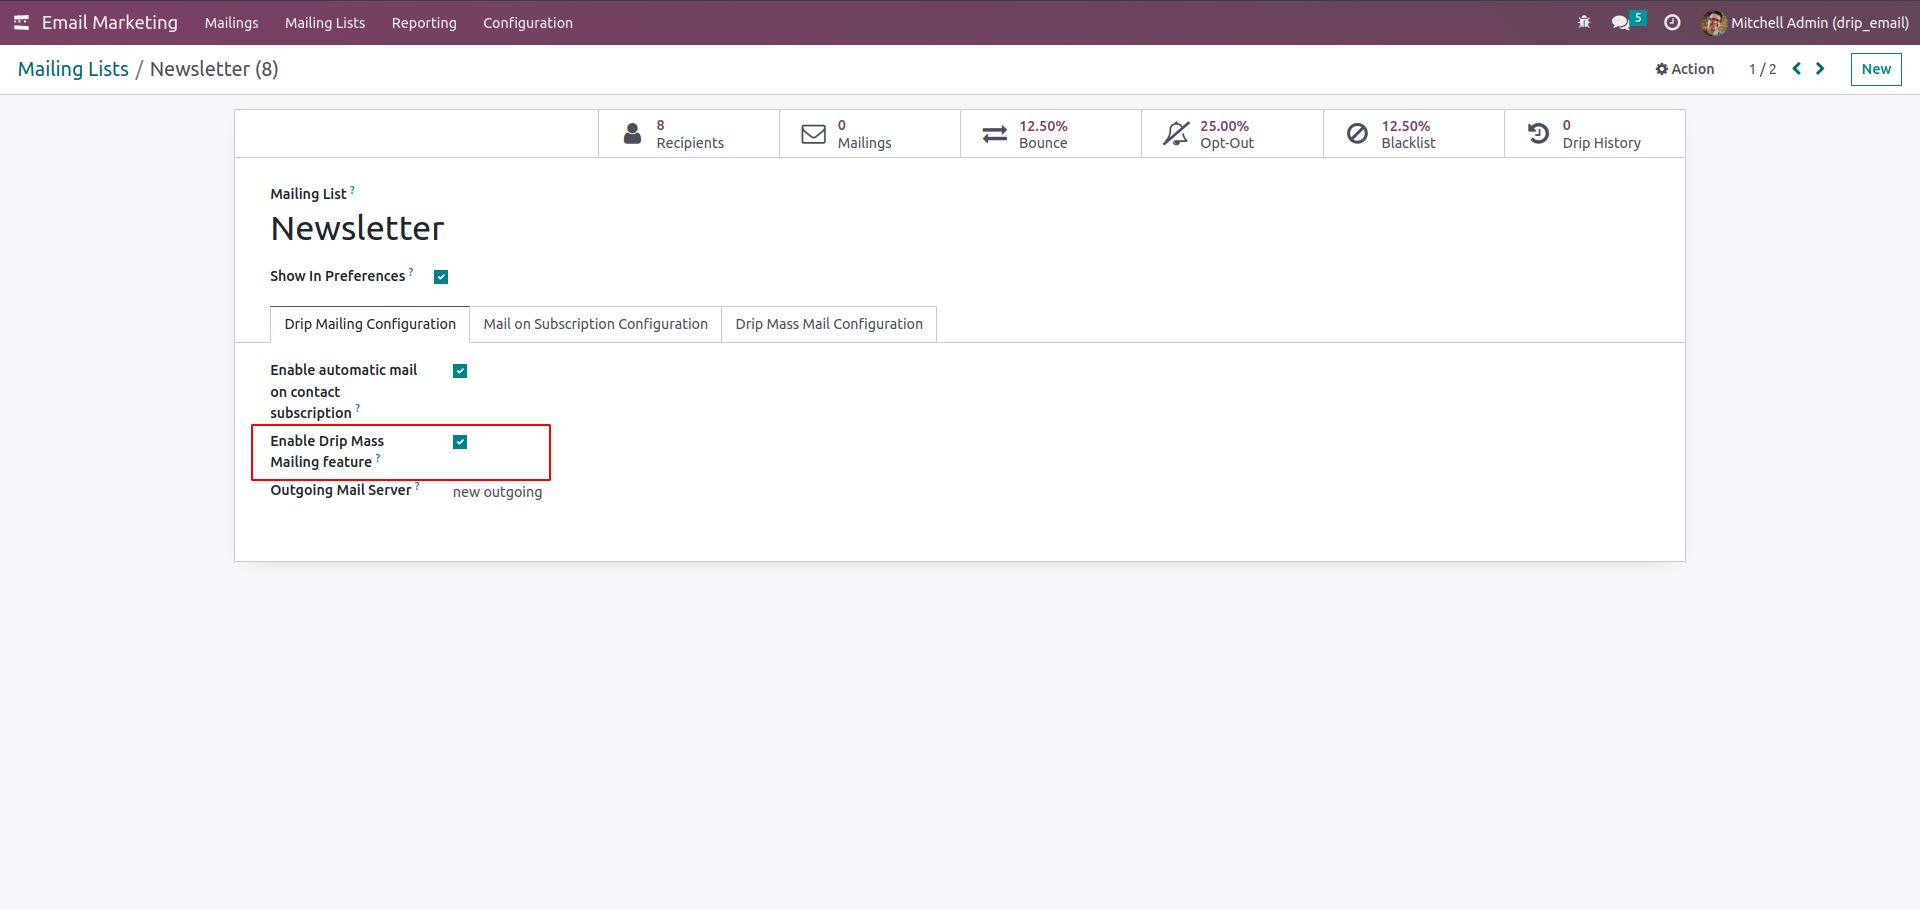 Email Marketing Mailings Mailing Lists Reporting Configuration 5 Mitchell Admin (drip_email)
Mailing Lists / Newsletter (8) Action 1 / 2 New
8 0 12.50% 25.00% 12.50% 0
Recipients Mailings Bounce Opt-Out Blacklist Drip History
Mailing List ?
Newsletter
Show In Preferences ?
Drip Mailing Configuration Mail on Subscription Configuration Drip Mass Mail Configuration
Enable automatic mail
on contact
subscription ?
Enable Drip Mass
Mailing feature ?
Outgoing Mail Server ? new outgoing